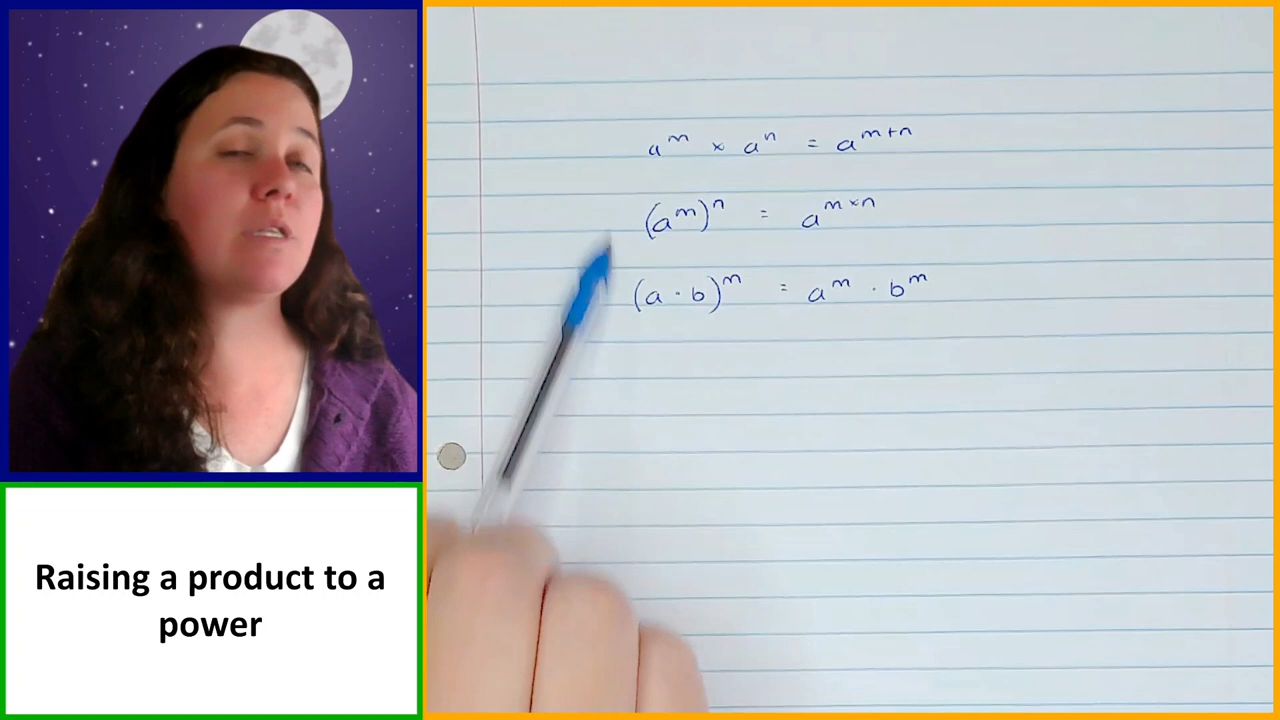 a^m × a^n = a^{m+n}
(a^m)^n = a^{m×n}
(a · b)^m = a^m · b^m
Raising a product to a
power